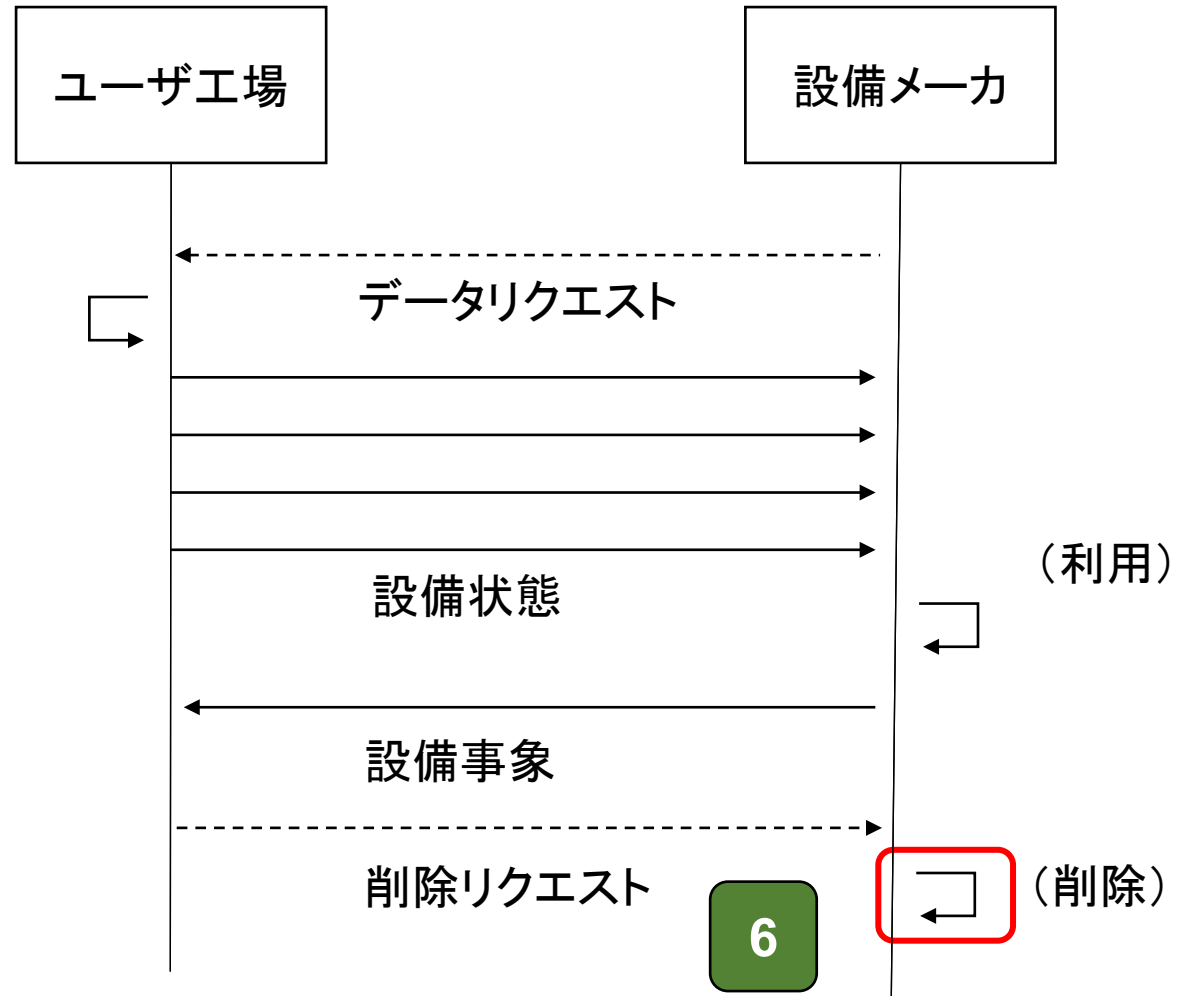 ユーザ工場
設備メーカ
データリクエスト
設備状態
（利用）
設備事象
削除リクエスト
（削除）
6